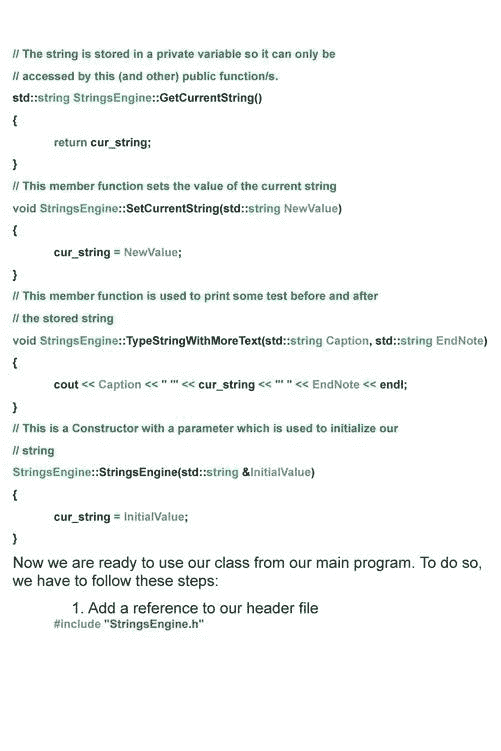 // The string is stored in a private variable so it can only be
// accessed by this (and other) public function/s.
std::string StringsEngine::GetCurrentString()
{
return cur_string;
}
// This member function sets the value of the current string
void StringsEngine::SetCurrentString(std::string NewValue)
{
cur_string = NewValue;
}
// This member function is used to print some test before and after
// the stored string
void StringsEngine::TypeStringWithMoreText(std::string Caption, std::string EndNote)
{
cout << Caption << " '" << cur_string << "' " << EndNote << endl;
}
// This is a Constructor with a parameter which is used to initialize our
// string
StringsEngine::StringsEngine(std::string &InitialValue)
{
cur_string = InitialValue;
}
Now we are ready to use our class from our main program. To do so,
we have to follow these steps:
1. Add a reference to our header file
#include "StringsEngine.h"